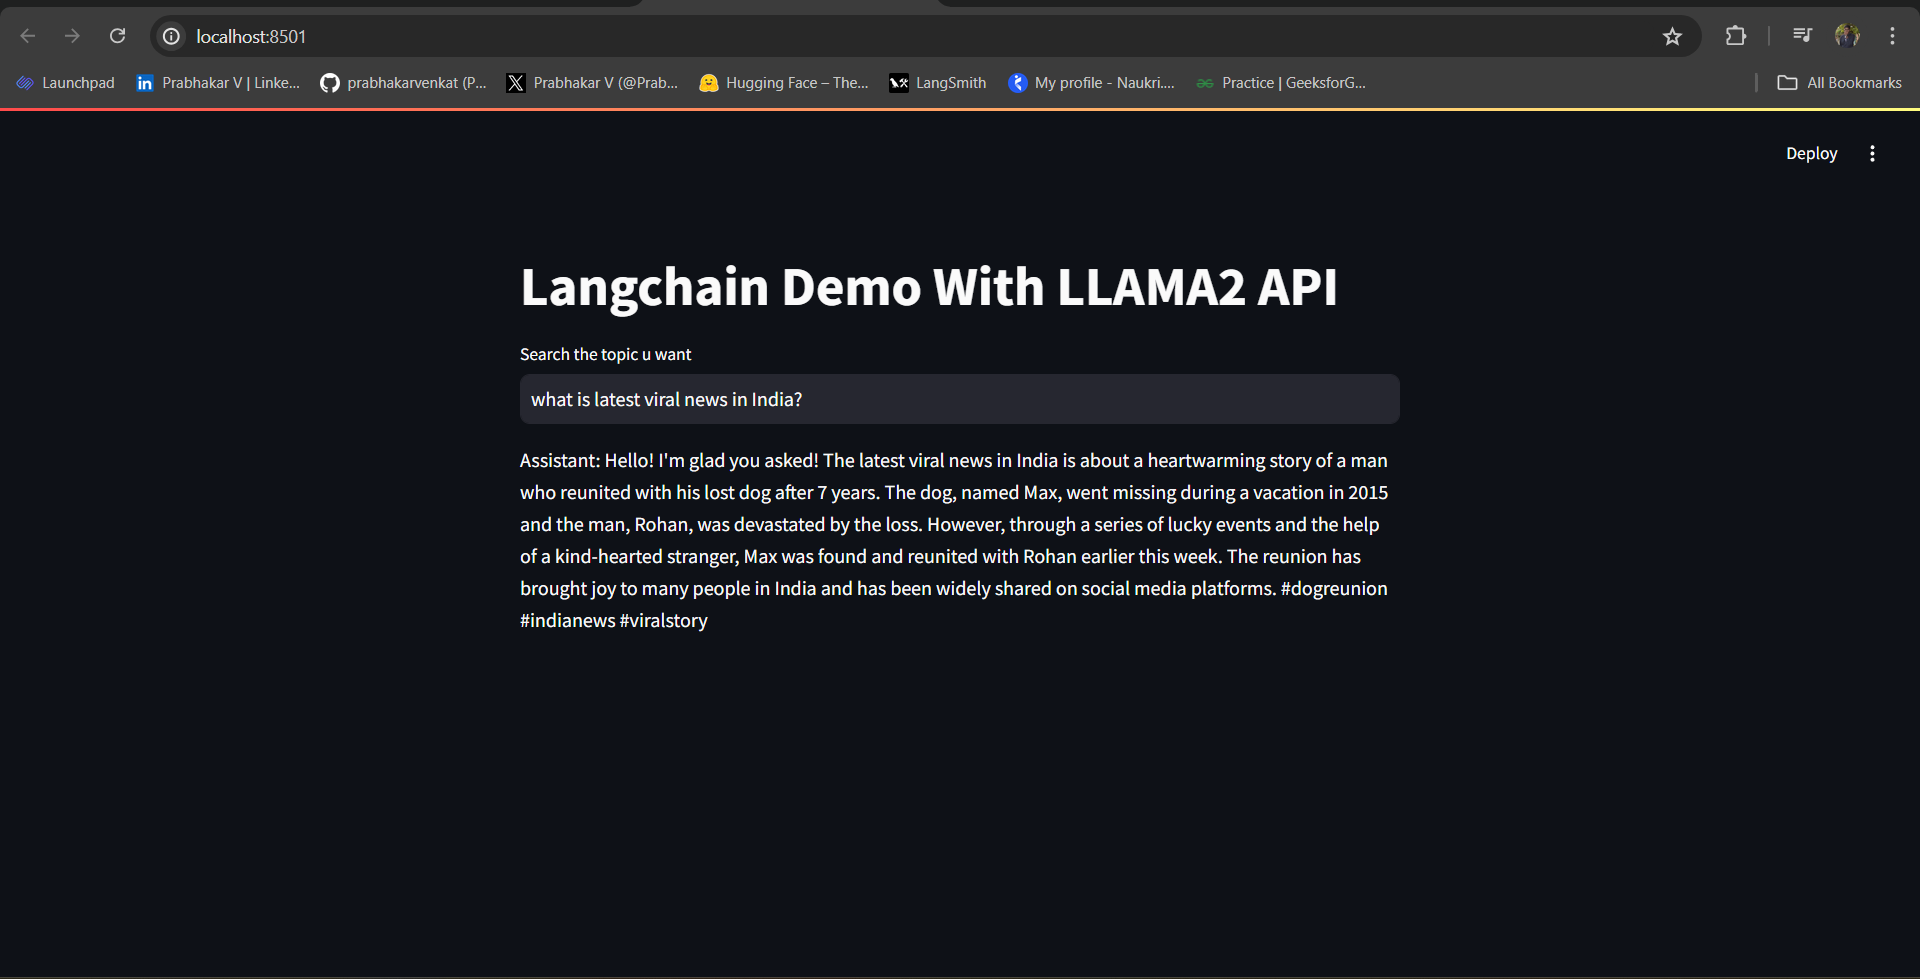 localhost:8501
Launchpad
Prabhakar V | Linke...
prabhakarvenkat (P...
Prabhakar V (@Prab...
Hugging Face – The...
LangSmith
My profile - Naukri....
Practice | GeeksforG...
All Bookmarks
Deploy
Langchain Demo With LLAMA2 API
Search the topic u want
what is latest viral news in India?
Assistant: Hello! I'm glad you asked! The latest viral news in India is about a heartwarming story of a man
who reunited with his lost dog after 7 years. The dog, named Max, went missing during a vacation in 2015
and the man, Rohan, was devastated by the loss. However, through a series of lucky events and the help
of a kind-hearted stranger, Max was found and reunited with Rohan earlier this week. The reunion has
brought joy to many people in India and has been widely shared on social media platforms. #dogreunion
#indianews #viralstory